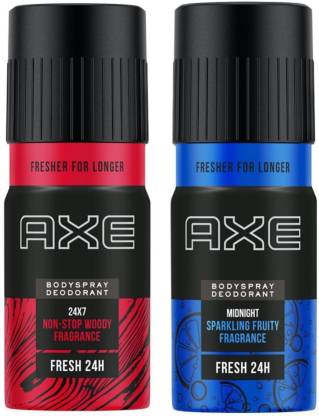 FRESHER FOR LONGER
AXE
BODYSPRAY
DEODORANT
24X7
NON-STOP WOODY
FRAGRANCE
FRESH 24H
FRESHER FOR LONGER
AXE
BODYSPRAY
DEODORANT
MIDNIGHT
SPARKLING FRUITY
FRAGRANCE
FRESH 24H